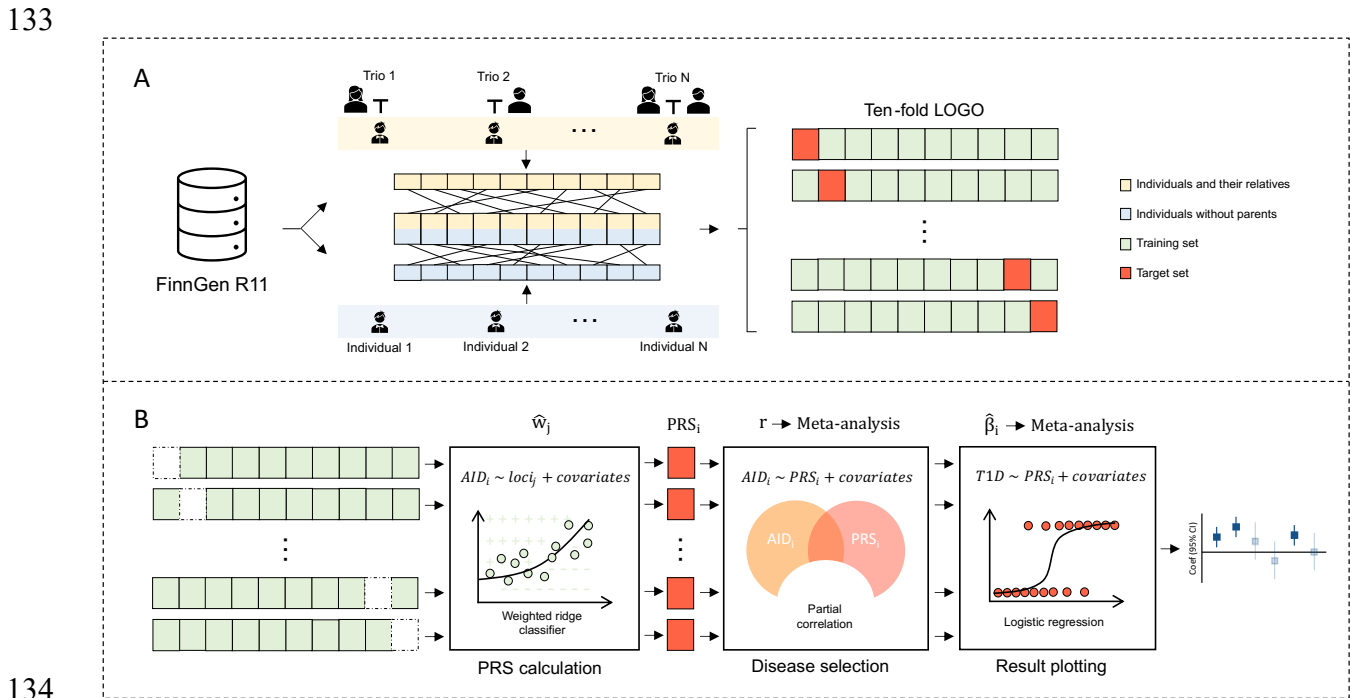 133
A
Trio 1 Trio 2 Trio N
...
FinnGen R11
Individual 1 Individual 2 Individual N
...
Ten-fold LOGO
Individuals and their relatives
Individuals without parents
Training set
Target set
B
ŵⱼ
AIDᵢ ~ lociⱼ + covariates
Weighted ridge
classifier
PRS calculation
PRSᵢ
r → Meta-analysis
AIDᵢ ~ PRSᵢ + covariates
AIDᵢ PRSᵢ
Partial
correlation
Disease selection
β̂ᵢ → Meta-analysis
T1D ~ PRSᵢ + covariates
Logistic regression
Result plotting
Coef (95% CI)
134